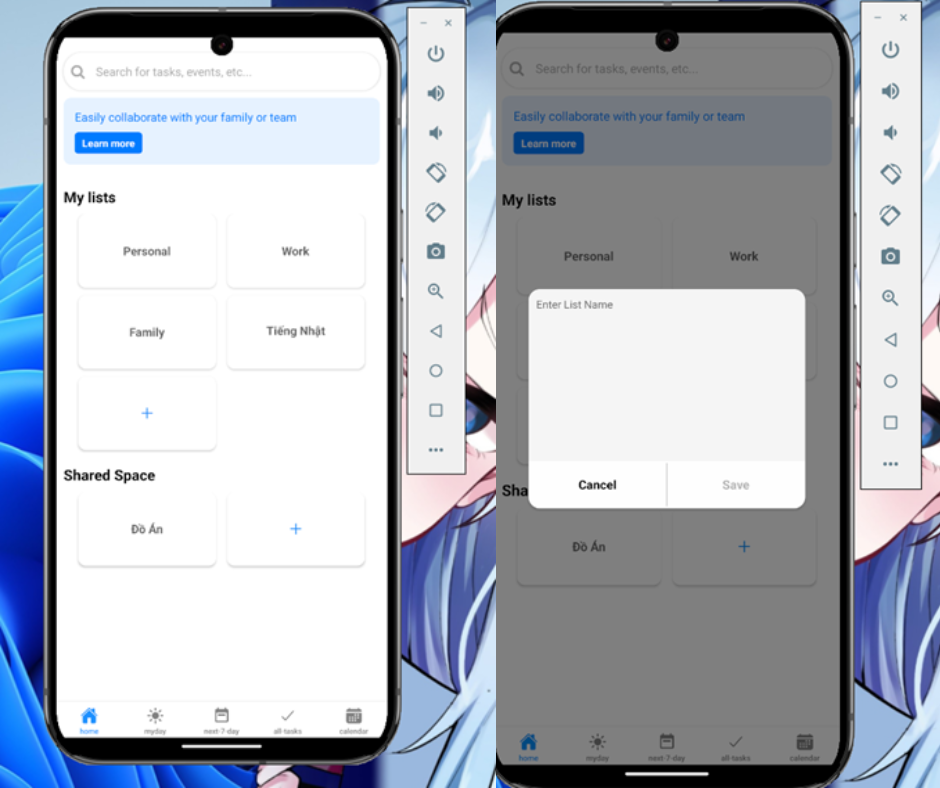 Search for tasks, events, etc...
Easily collaborate with your family or team
Learn more
My lists
Personal
Work
Family
Tiếng Nhật
+
Shared Space
Đồ Án
+
home
myday
next-7-day
all-tasks
calendar
Search for tasks, events, etc...
Easily collaborate with your family or team
Learn more
My lists
Personal
Work
Enter List Name
Cancel
Save
Sha
Đồ Án
+
home
myday
next-7-day
all-tasks
calendar